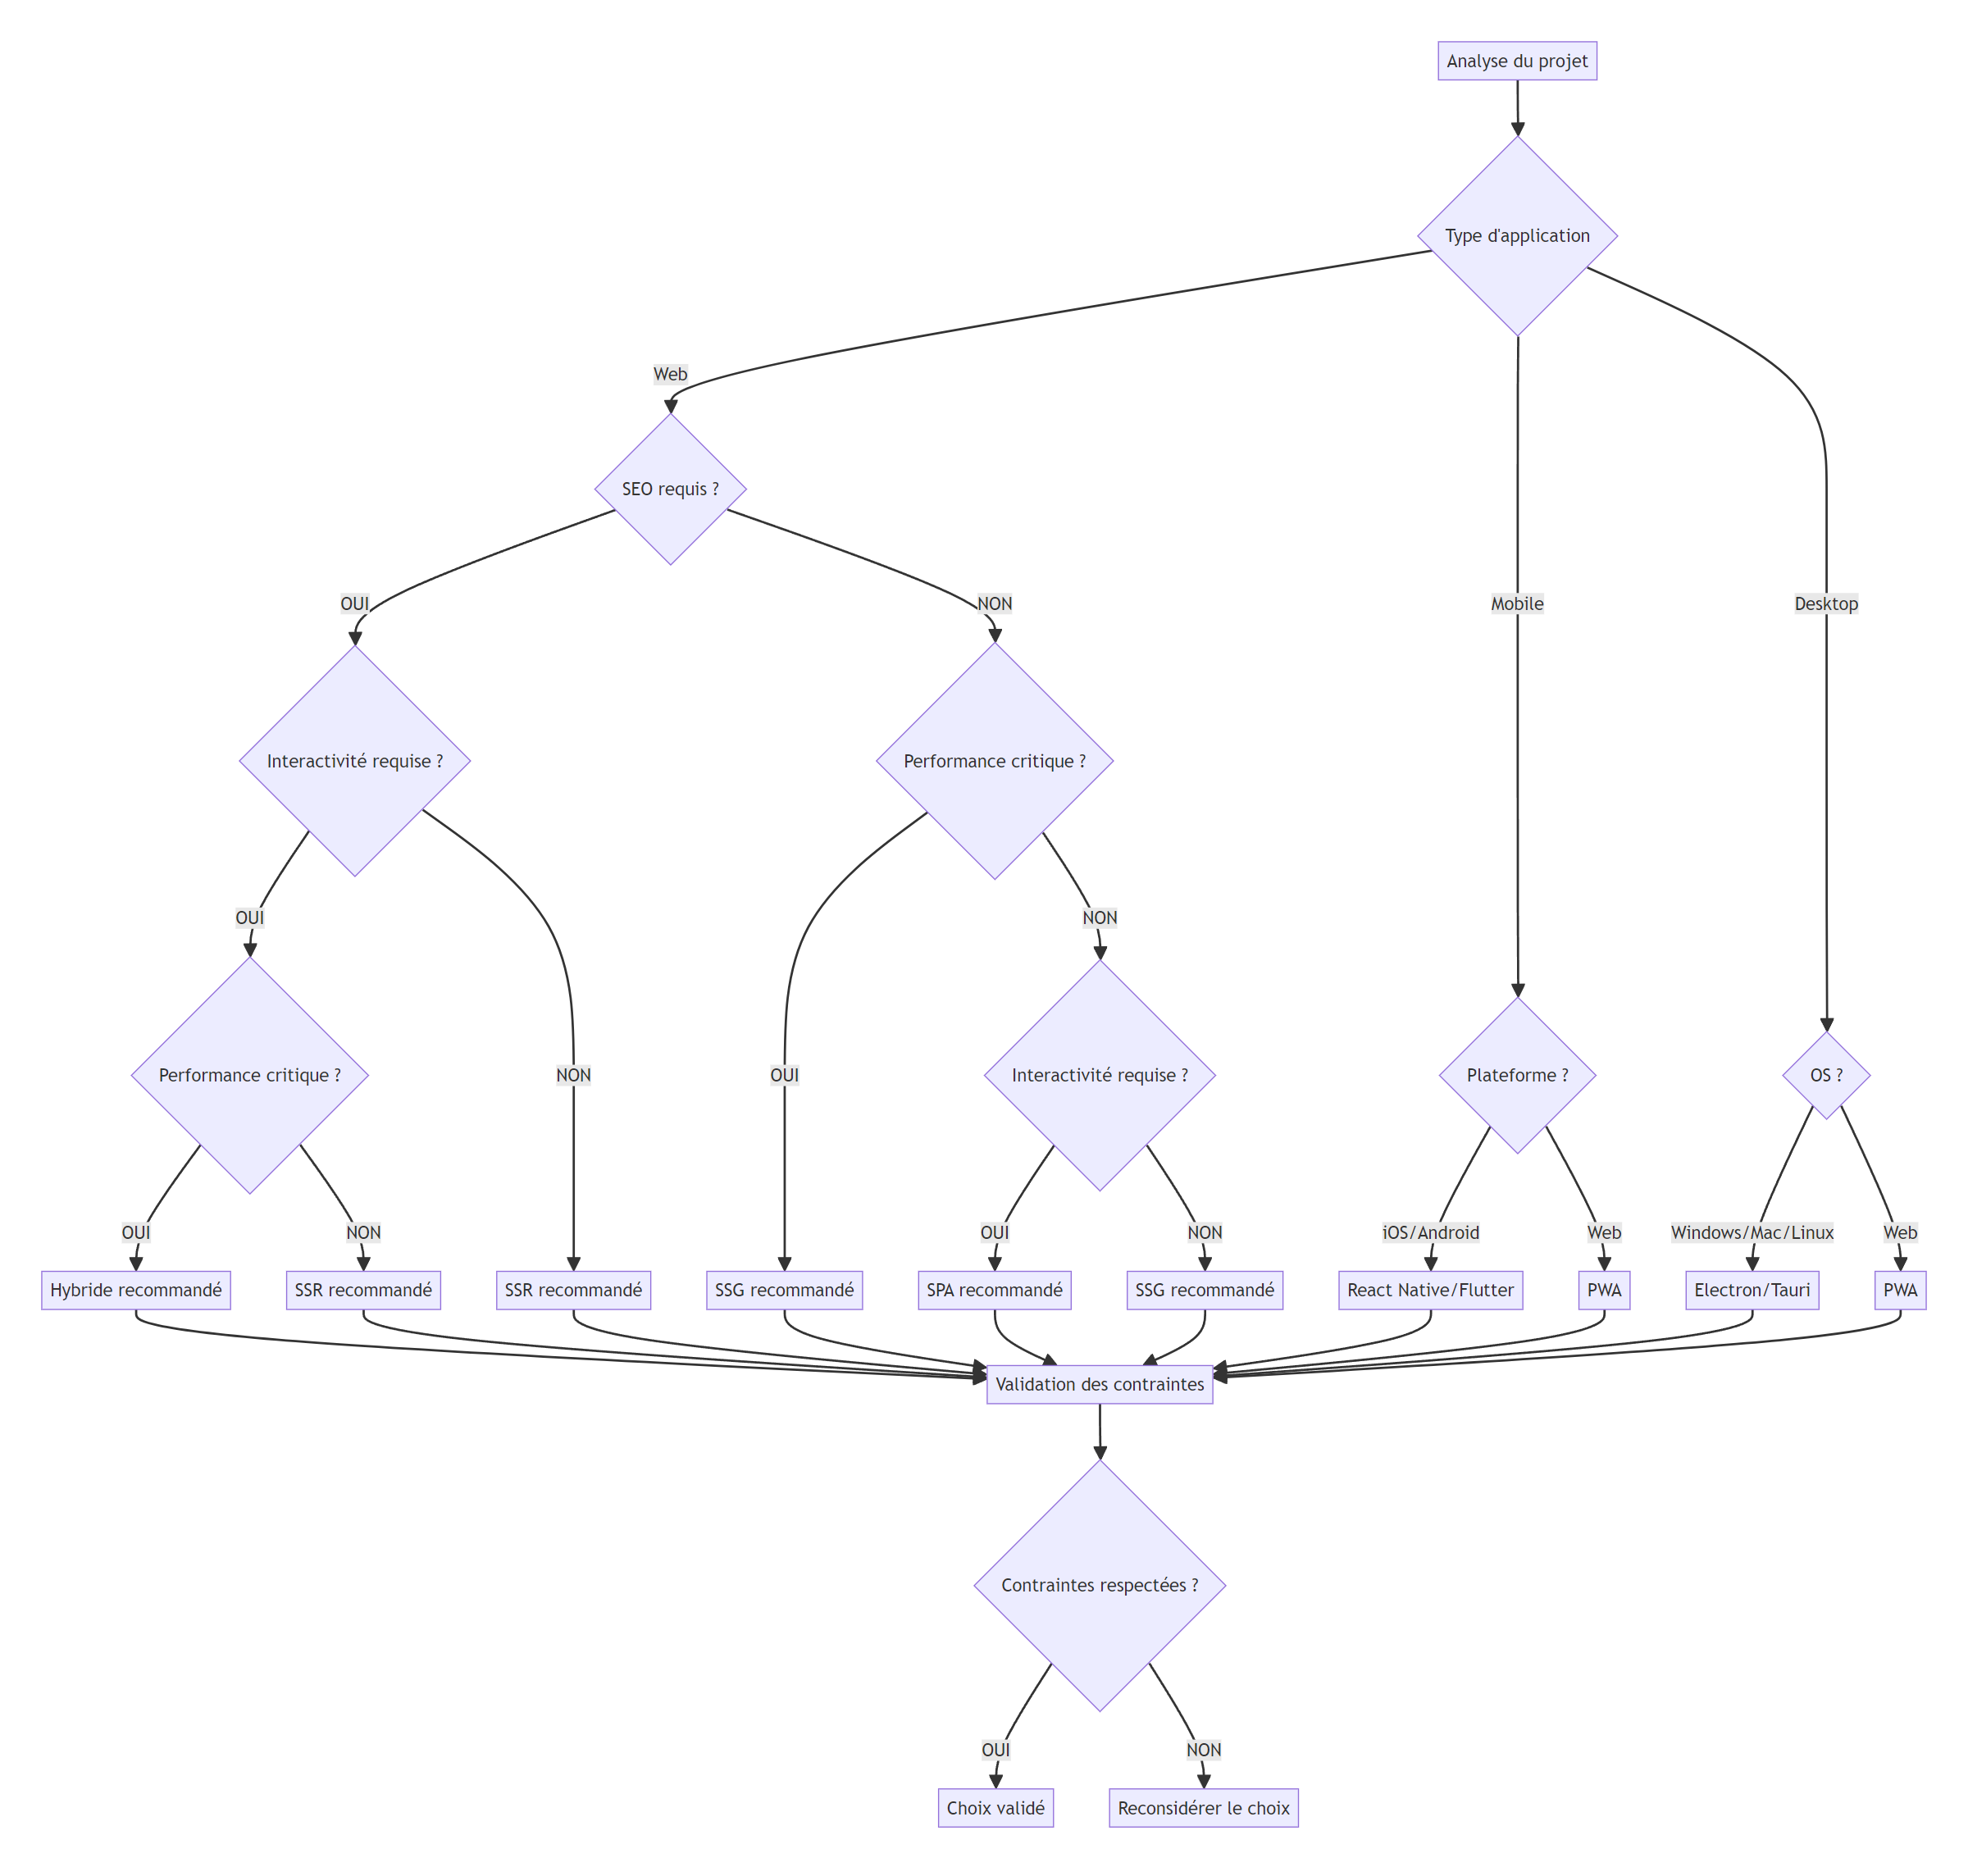 Analyse du projet
Type d'application
Web
SEO requis ?
OUI
NON
Mobile
Desktop
Interactivité requise ?
Performance critique ?
OUI
NON
Performance critique ?
NON
OUI
Interactivité requise ?
Plateforme ?
OS ?
OUI
NON
OUI
NON
iOS/Android
Web
Windows/Mac/Linux
Web
Hybride recommandé
SSR recommandé
SSR recommandé
SSG recommandé
SPA recommandé
SSG recommandé
React Native/Flutter
PWA
Electron/Tauri
PWA
Validation des contraintes
Contraintes respectées ?
OUI
NON
Choix validé
Reconsidérer le choix